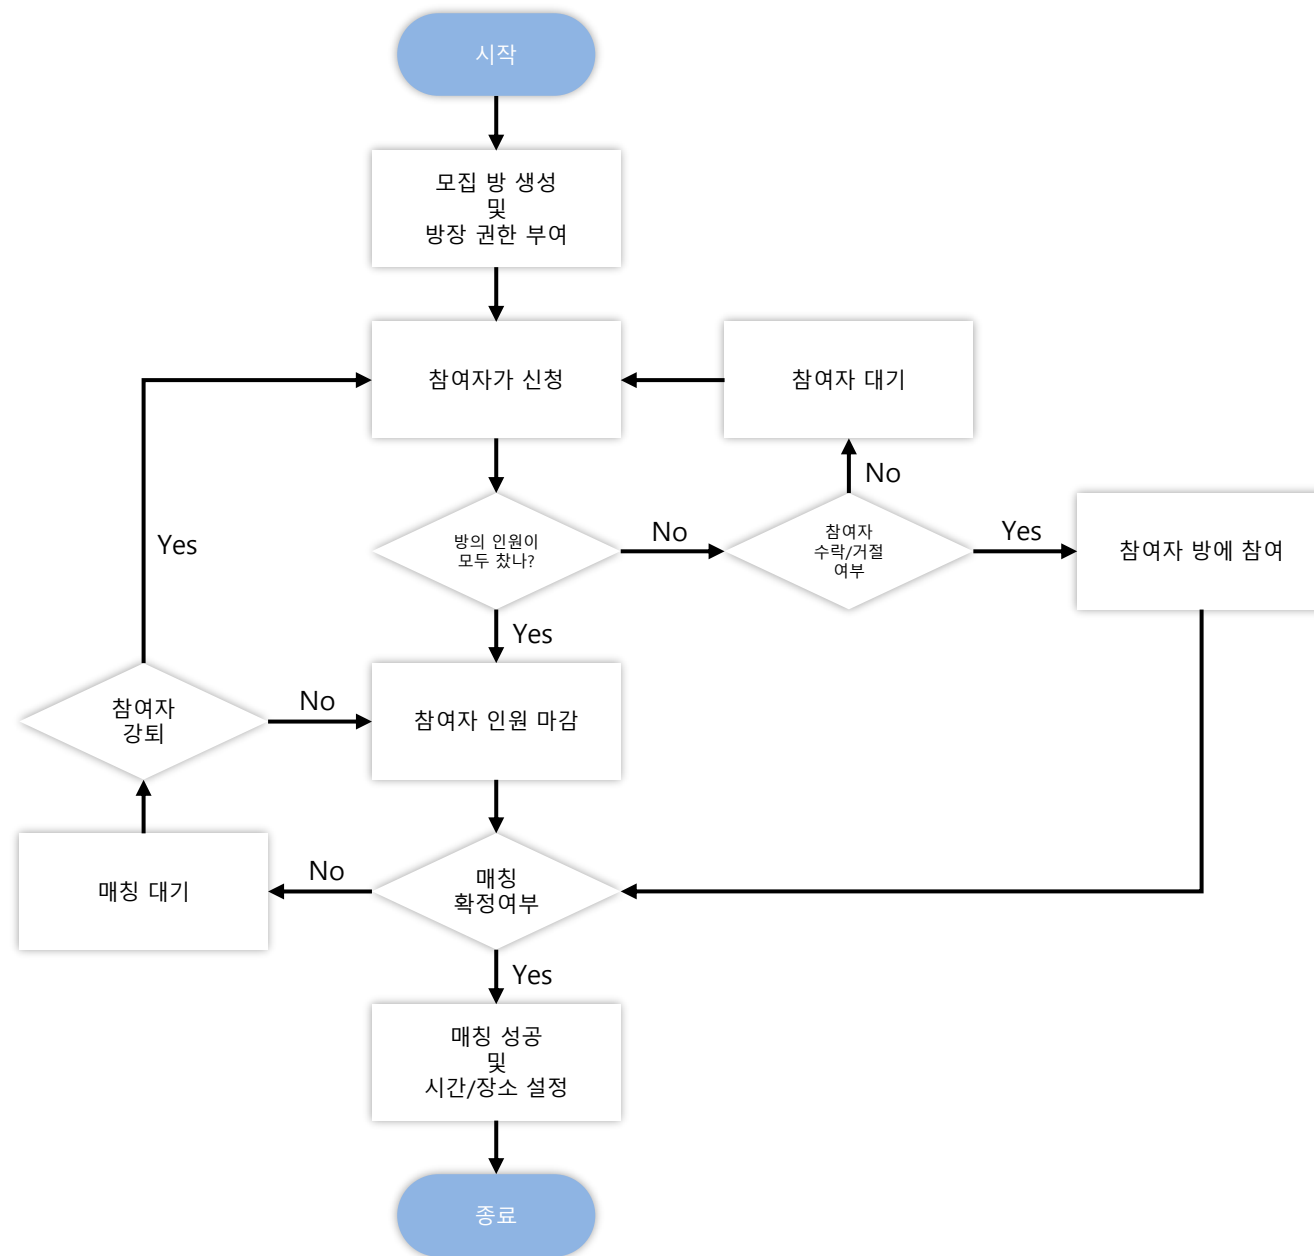 시작
모집 방 생성
및
방장 권한 부여
참여자가 신청
참여자 대기
No
방의 인원이
모두 찼나?
No
참여자
수락/거절
여부
Yes
참여자 방에 참여
Yes
Yes
참여자
강퇴
No
참여자 인원 마감
매칭 대기
No
매칭
확정여부
Yes
매칭 성공
및
시간/장소 설정
종료